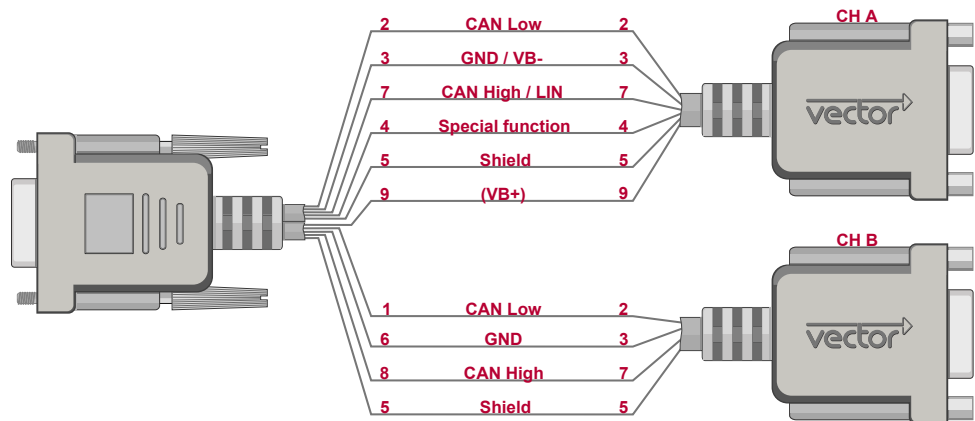 CH A
2 CAN Low 2
3 GND / VB- 3
7 CAN High / LIN 7
4 Special function 4
5 Shield 5
9 (VB+) 9
vector
CH B
1 CAN Low 2
6 GND 3
8 CAN High 7
5 Shield 5
vector